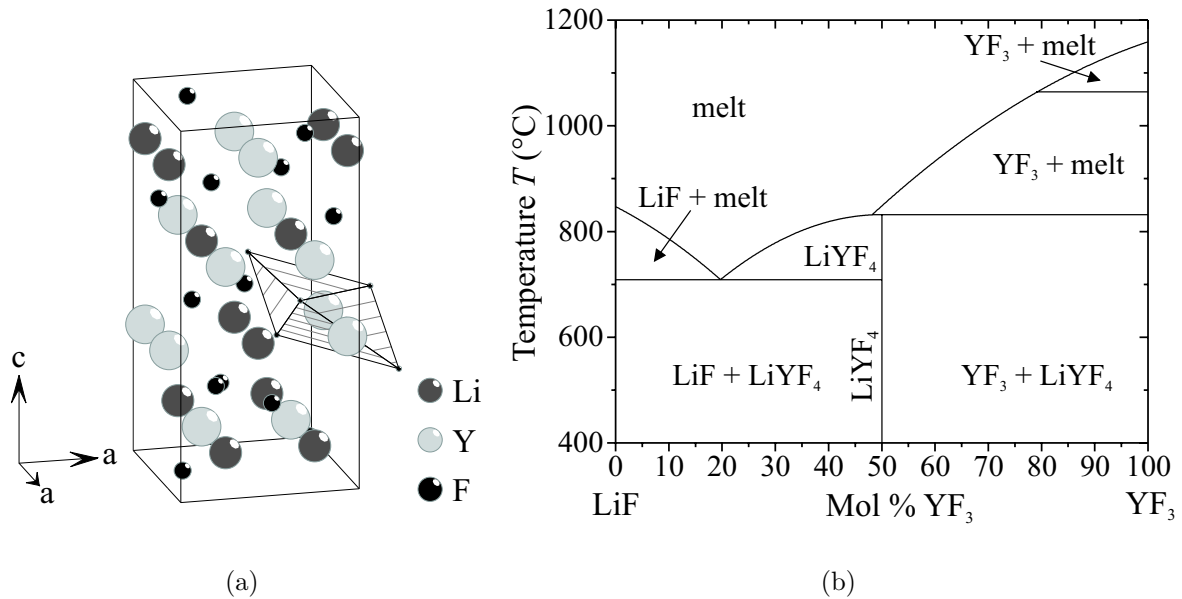 c
a
a
Li
Y
F
(a)
Temperature T (°C)
1200
1000
800
600
400
melt
YF₃ + melt
YF₃ + melt
LiF + melt
LiYF₄
LiF + LiYF₄
LiYF₄
YF₃ + LiYF₄
0 10 20 30 40 50 60 70 80 90 100
LiF Mol % YF₃ YF₃
(b)